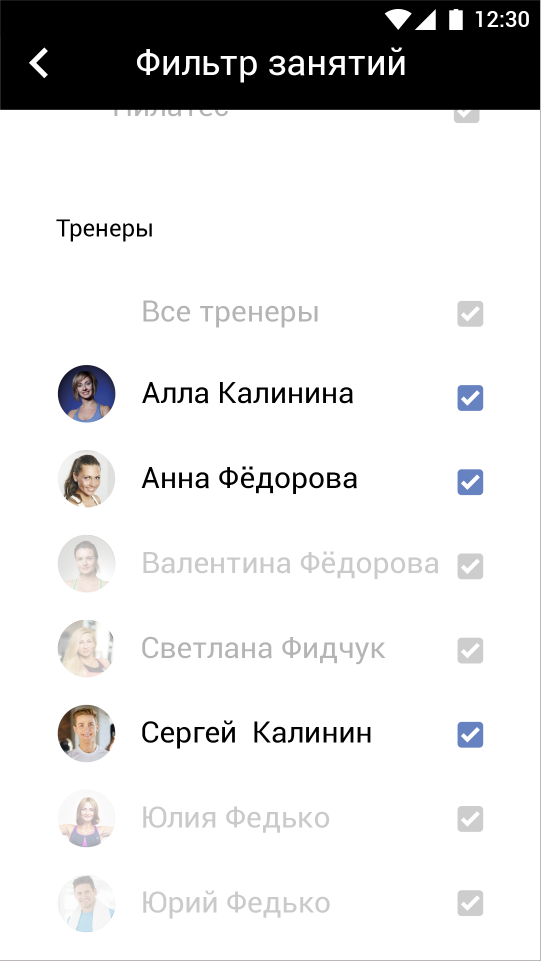 12:30
Фильтр занятий
Пилатес
Тренеры
Все тренеры
Алла Калинина
Анна Фёдорова
Валентина Фёдорова
Светлана Фидчук
Сергей  Калинин
Юлия Федько
Юрий Федько